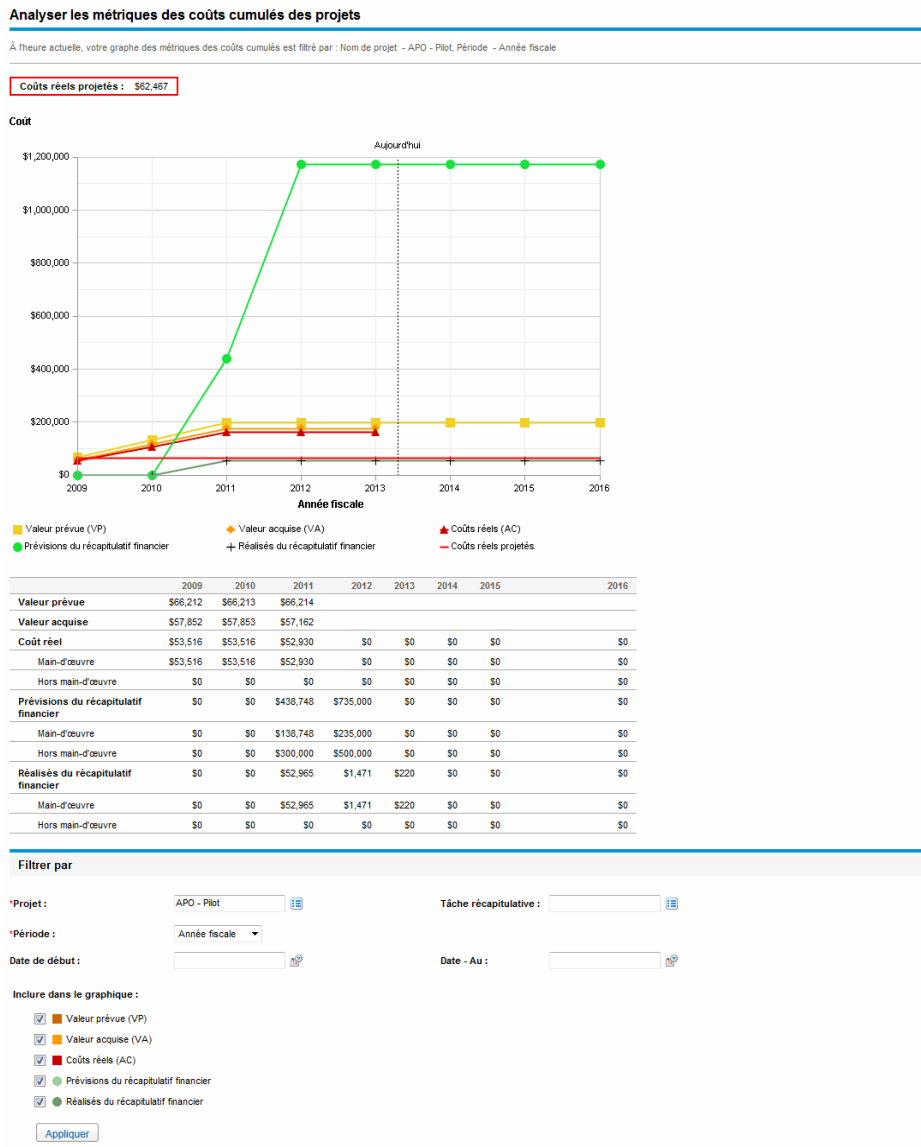 Analyser les métriques des coûts cumulés des projets
À l'heure actuelle, votre graphe des métriques des coûts cumulés est filtré par : Nom de projet - APO - Pilot, Période - Année fiscale
Coûts réels projetés : $62,467
Coût
Aujourd'hui
$1,200,000
$1,000,000
$800,000
$600,000
$400,000
$200,000
$0
2009 2010 2011 2012 2013 2014 2015 2016
Année fiscale
Valeur prévue (VP) Valeur acquise (VA) Coûts réels (AC)
Prévisions du récapitulatif financier Réalisés du récapitulatif financier Coûts réels projetés
2009 2010 2011 2012 2013 2014 2015 2016
Valeur prévue $66,212 $66,213 $66,214
Valeur acquise $57,852 $57,853 $57,162
Coût réel $53,516 $53,516 $52,930 $0 $0 $0 $0 $0
Main-d'œuvre $53,516 $53,516 $52,930 $0 $0 $0 $0 $0
Hors main-d'œuvre $0 $0 $0 $0 $0 $0 $0 $0
Prévisions du récapitulatif financier $0 $0 $438,748 $735,000 $0 $0 $0 $0
Main-d'œuvre $0 $0 $138,748 $235,000 $0 $0 $0 $0
Hors main-d'œuvre $0 $0 $300,000 $500,000 $0 $0 $0 $0
Réalisés du récapitulatif financier $0 $0 $52,965 $1,471 $220 $0 $0 $0
Main-d'œuvre $0 $0 $52,965 $1,471 $220 $0 $0 $0
Hors main-d'œuvre $0 $0 $0 $0 $0 $0 $0 $0
Filtrer par
*Projet : APO - Pilot Tâche récapitulative :
*Période : Année fiscale
Date de début : Date - Au :
Inclure dans le graphique :
Valeur prévue (VP)
Valeur acquise (VA)
Coûts réels (AC)
Prévisions du récapitulatif financier
Réalisés du récapitulatif financier
Appliquer